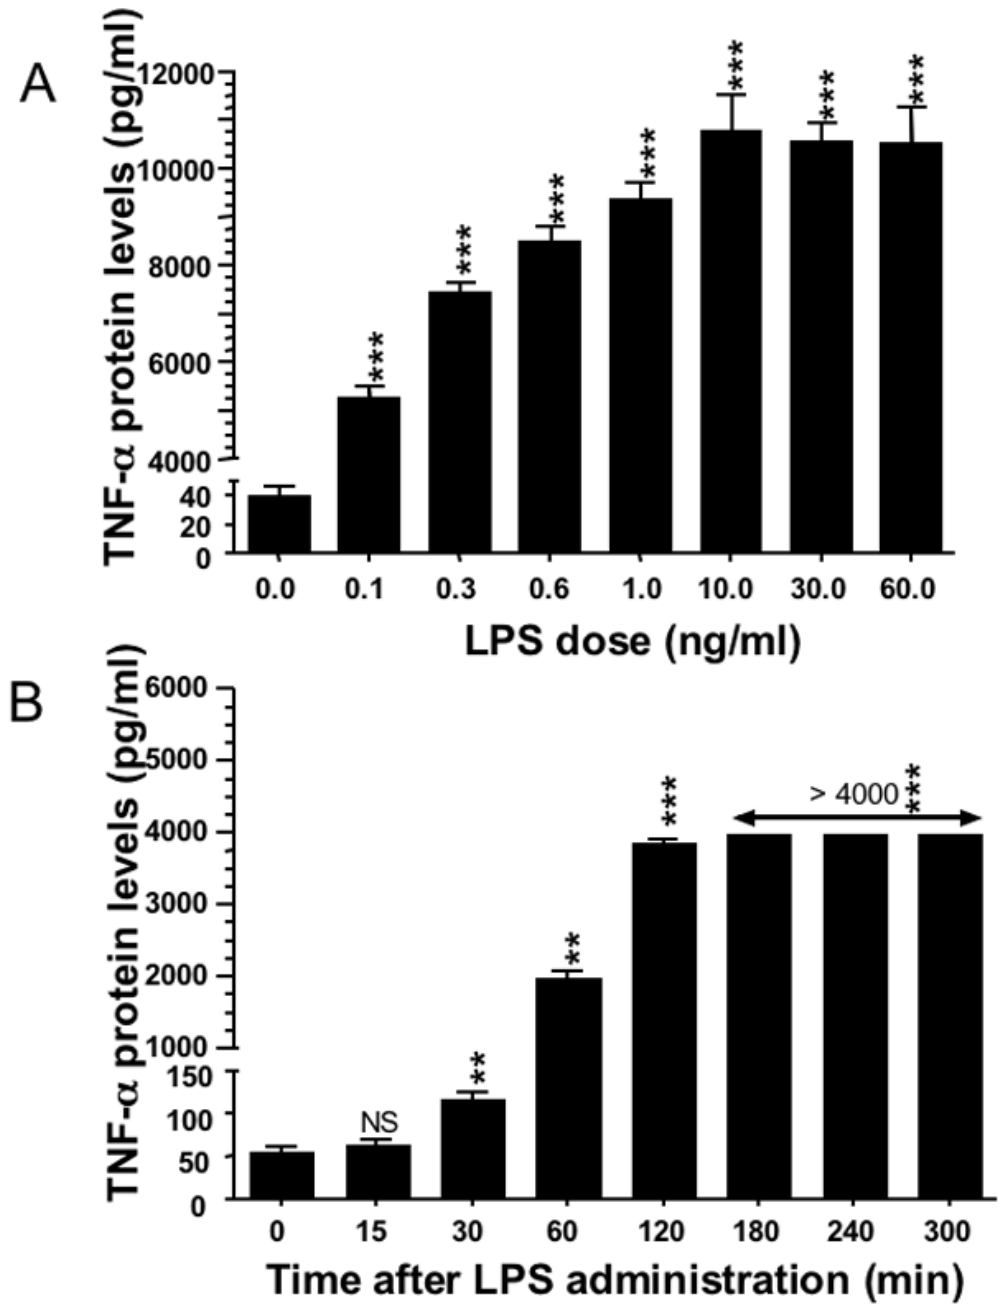 A
TNF-α protein levels (pg/ml)
12000
10000
8000
6000
4000
40
20
0
***
***
***
***
***
***
***
0.0 0.1 0.3 0.6 1.0 10.0 30.0 60.0
LPS dose (ng/ml)
B
TNF-α protein levels (pg/ml)
6000
5000
4000
3000
2000
1000
150
100
50
0
NS
**
**
***
> 4000 ***
0 15 30 60 120 180 240 300
Time after LPS administration (min)